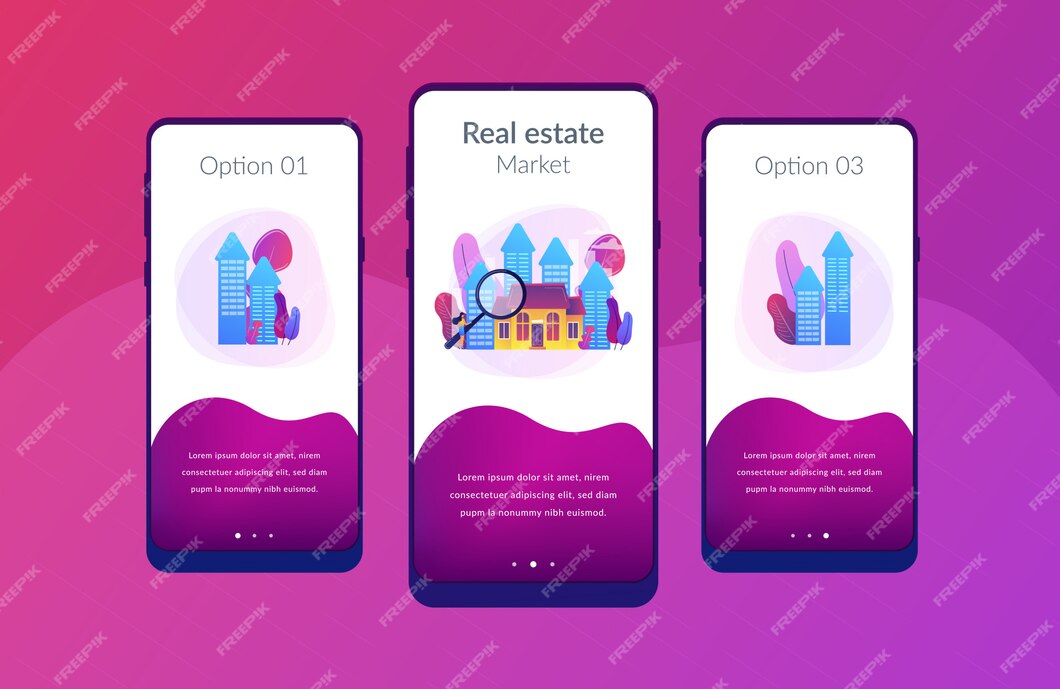 Option 01
Lorem ipsum dolor sit amet, nirem
consectetuer adipiscing elit, sed diam
pupm la nonummy nibh euismod.
Real estate
Market
Lorem ipsum dolor sit amet, nirem
consectetuer adipiscing elit, sed diam
pupm la nonummy nibh euismod.
Option 03
Lorem ipsum dolor sit amet, nirem
consectetuer adipiscing elit, sed diam
pupm la nonummy nibh euismod.
FREEPIK